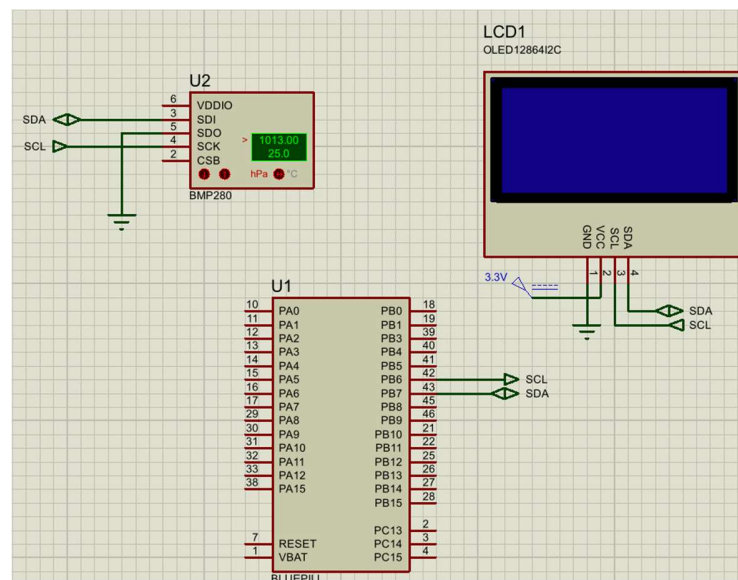 LCD1
OLED12864I2C
U2
6 VDDIO
SDA 3 SDI
5 SDO
SCL 4 SCK
2 CSB
> 1013.00
25.0
hPa °C
BMP280
GND VCC SCL SDA
1 2 3 4
3.3V
SDA
SCL
U1
10 PA0 PB0 18
11 PA1 PB1 19
12 PA2 PB3 39
13 PA3 PB4 40
14 PA4 PB5 41
15 PA5 PB6 42 SCL
16 PA6 PB7 43 SDA
17 PA7 PB8 45
29 PA8 PB9 46
30 PA9 PB10 21
31 PA10 PB11 22
32 PA11 PB12 25
33 PA12 PB13 26
38 PA15 PB14 27
PB15 28
PC13 2
7 RESET PC14 3
1 VBAT PC15 4
BLUEPILL